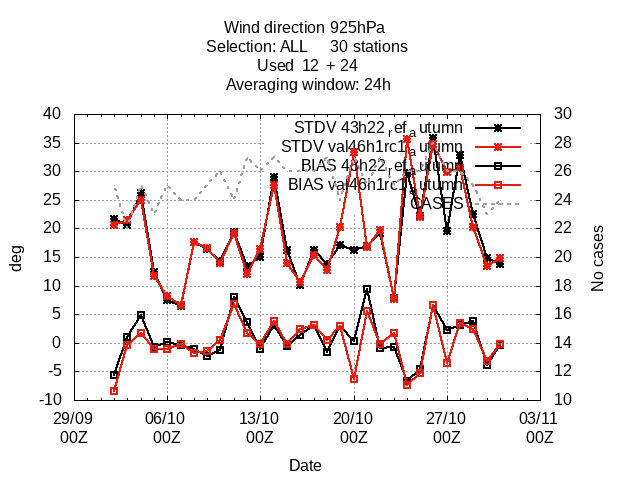 Wind direction 925hPa
Selection: ALL 30 stations
Used 12 + 24
Averaging window: 24h
40 30
35 28
30 26
25 24
20 22
15 20
10 18
5 16
0 14
-5 12
-10 10
STDV 43h22_ref_autumn
STDV val46h1rc1_autumn
BIAS 43h22_ref_autumn
BIAS val46h1rc1_autumn
CASES
deg
No cases
29/09 06/10 13/10 20/10 27/10 03/11
00Z 00Z 00Z 00Z 00Z 00Z
Date